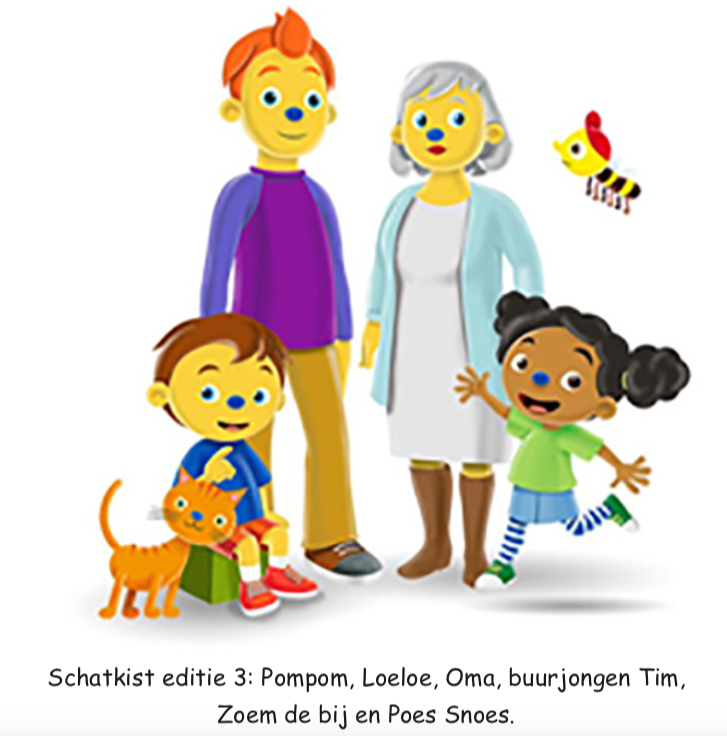 Schatkist editie 3: Pompom, Loeloe, Oma, buurjongen Tim,
Zoem de bij en Poes Snoes.